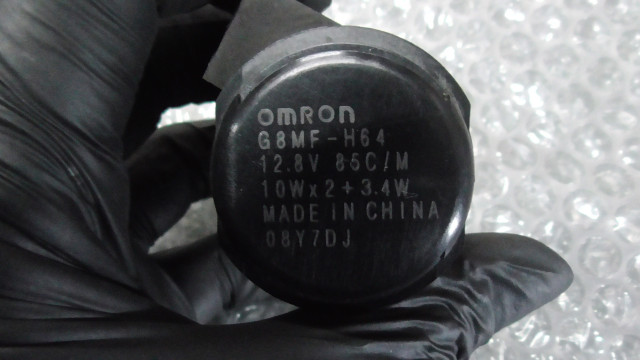 omron
G8MF-H64
12.8V 85C/M
10Wx2+3.4W
MADE IN CHINA
08Y7DJ